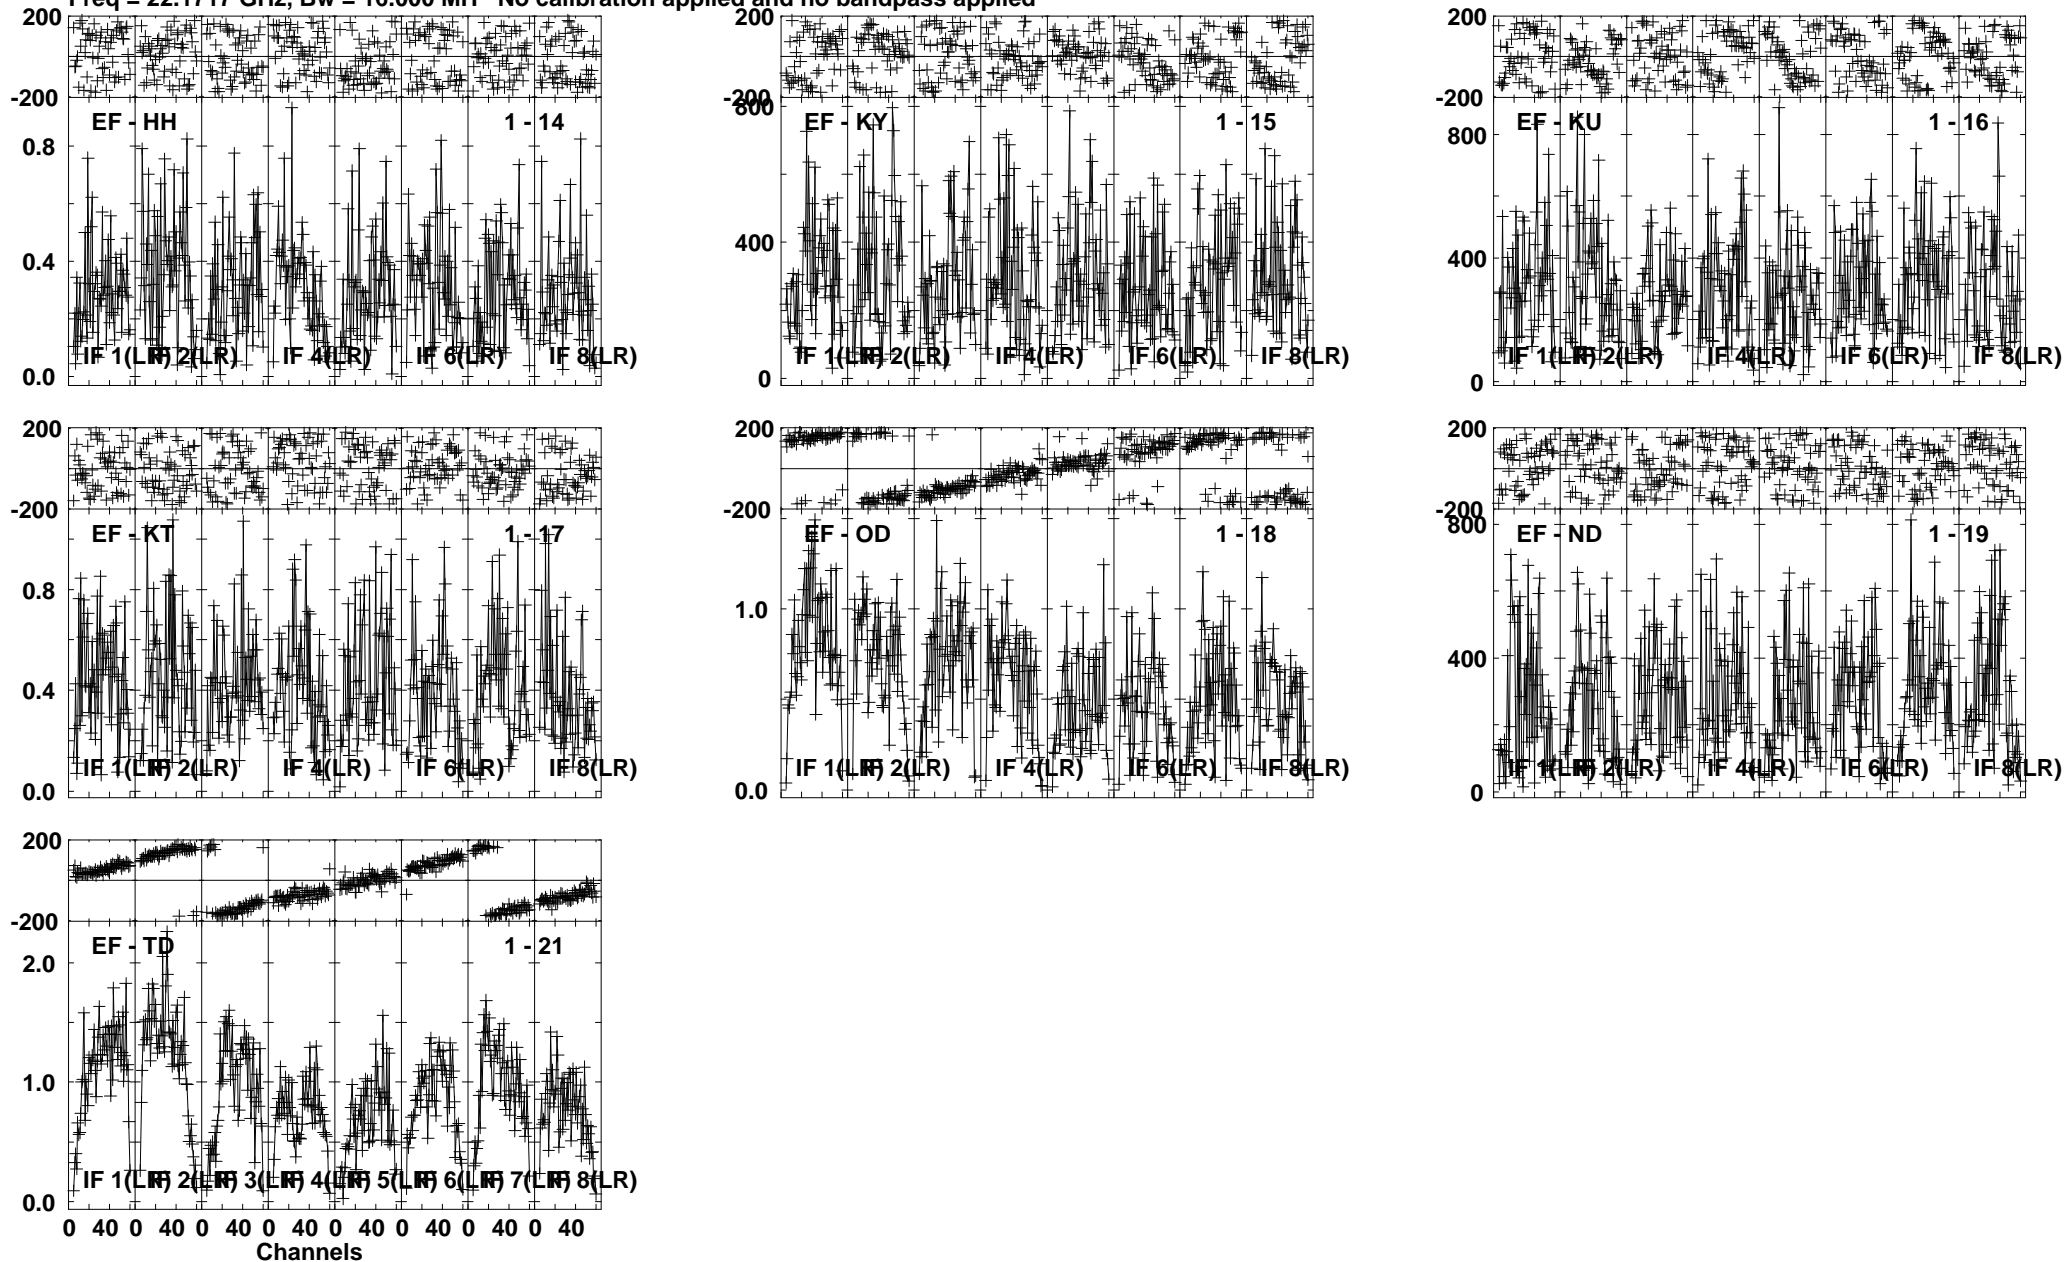 Freq = 22.1717 GHz, Bw = 16.000 MH No calibration applied and no bandpass applied
200
-200
EF - HH 1 - 14
0.8
0.4
0.0
IF 1(LR) IF 2(LR) IF 4(LR) IF 6(LR) IF 8(LR)
200
-200
800
EF - KY 1 - 15
400
0
IF 1(LR) IF 2(LR) IF 4(LR) IF 6(LR) IF 8(LR)
200
-200
EF - KU 1 - 16
800
400
0
IF 1(LR) IF 2(LR) IF 4(LR) IF 6(LR) IF 8(LR)
200
-200
EF - KT 1 - 17
0.8
0.4
0.0
IF 1(LR) IF 2(LR) IF 4(LR) IF 6(LR) IF 8(LR)
200
-200
EF - OD 1 - 18
1.0
0.0
IF 1(LR) IF 2(LR) IF 4(LR) IF 6(LR) IF 8(LR)
200
-200
800
EF - ND 1 - 19
400
0
IF 1(LR) IF 2(LR) IF 4(LR) IF 6(LR) IF 8(LR)
200
-200
EF - TD 1 - 21
2.0
1.0
0.0
IF 1(LR) IF 2(LR) IF 3(LR) IF 4(LR) IF 5(LR) IF 6(LR) IF 7(LR) IF 8(LR)
0 40 0 40 0 40 0 40 0 40 0 40 0 40 0 40
Channels